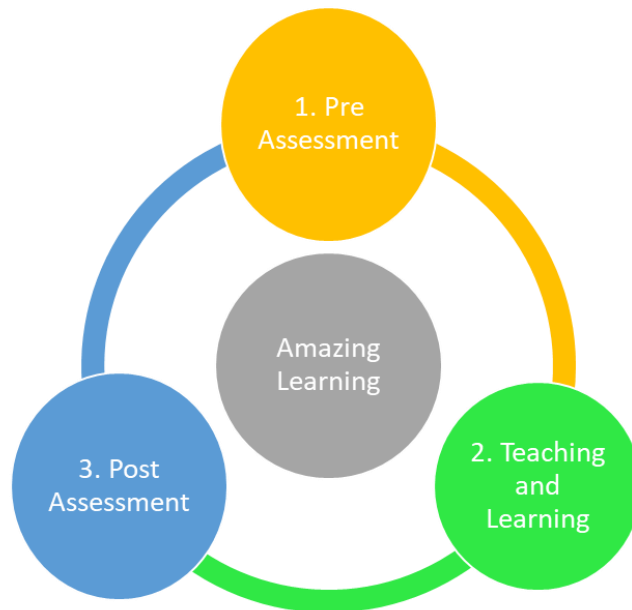 1. Pre
Assessment
Amazing
Learning
3. Post
Assessment
2. Teaching
and
Learning